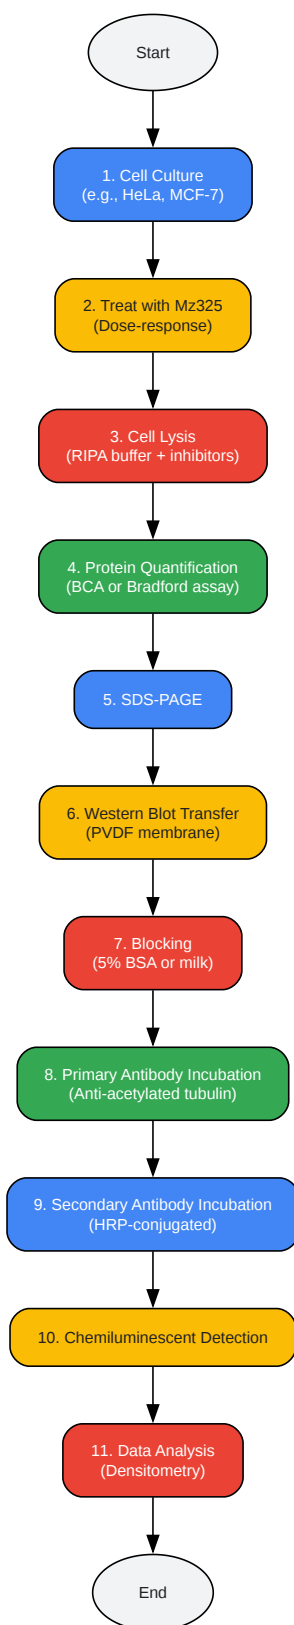 Start
1. Cell Culture
(e.g., HeLa, MCF-7)
2. Treat with Mz325
(Dose-response)
3. Cell Lysis
(RIPA buffer + inhibitors)
4. Protein Quantification
(BCA or Bradford assay)
5. SDS-PAGE
6. Western Blot Transfer
(PVDF membrane)
7. Blocking
(5% BSA or milk)
8. Primary Antibody Incubation
(Anti-acetylated tubulin)
9. Secondary Antibody Incubation
(HRP-conjugated)
10. Chemiluminescent Detection
11. Data Analysis
(Densitometry)
End